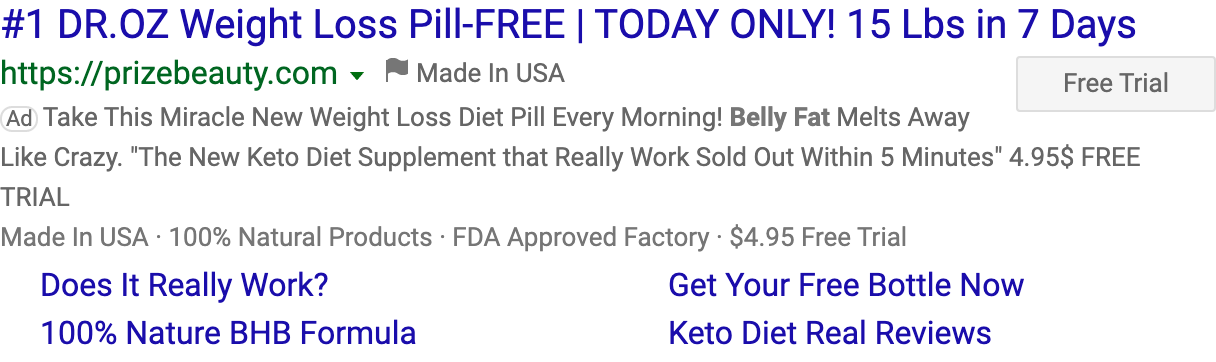 #1 DR.OZ Weight Loss Pill-FREE | TODAY ONLY! 15 Lbs in 7 Days
https://prizebeauty.com Made In USA
Free Trial
Ad Take This Miracle New Weight Loss Diet Pill Every Morning! Belly Fat Melts Away
Like Crazy. "The New Keto Diet Supplement that Really Work Sold Out Within 5 Minutes" 4.95$ FREE
TRIAL
Made In USA · 100% Natural Products · FDA Approved Factory · $4.95 Free Trial
Does It Really Work? Get Your Free Bottle Now
100% Nature BHB Formula Keto Diet Real Reviews